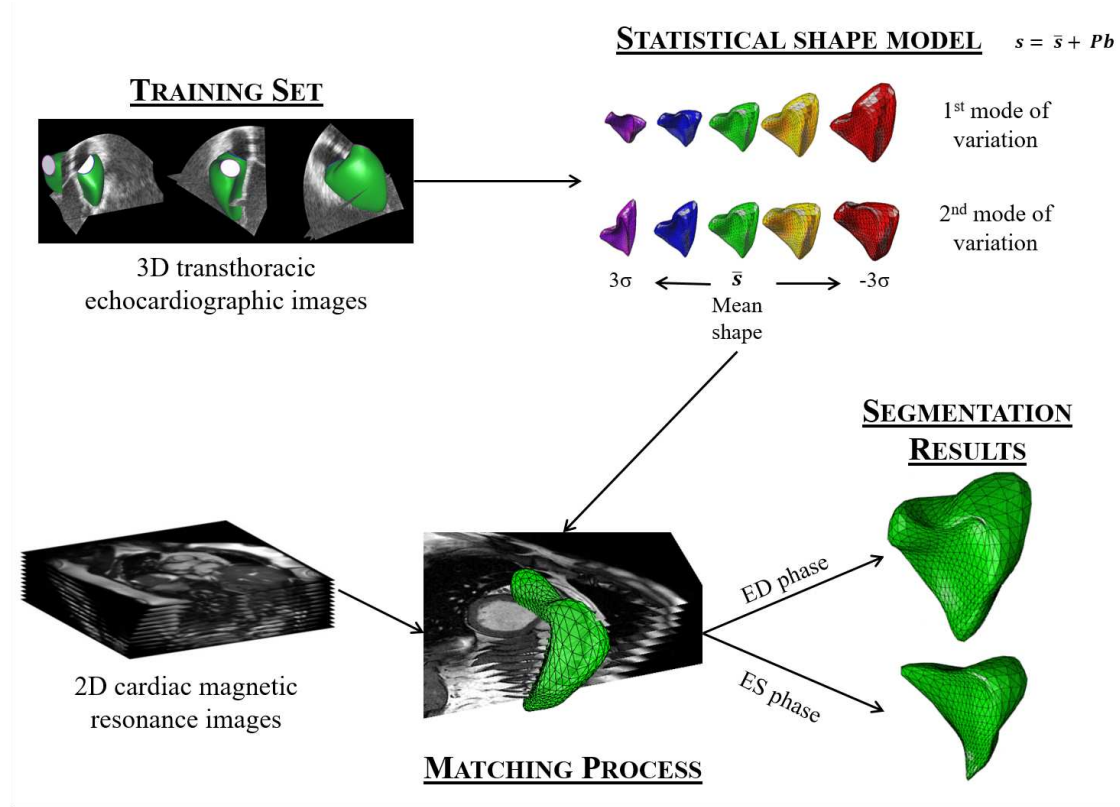 STATISTICAL SHAPE MODEL s = s̄ + Pb
TRAINING SET
1st mode of
variation
2nd mode of
variation
3D transthoracic
echocardiographic images
3σ s̄ -3σ
Mean
shape
SEGMENTATION
RESULTS
ED phase
ES phase
2D cardiac magnetic
resonance images
MATCHING PROCESS